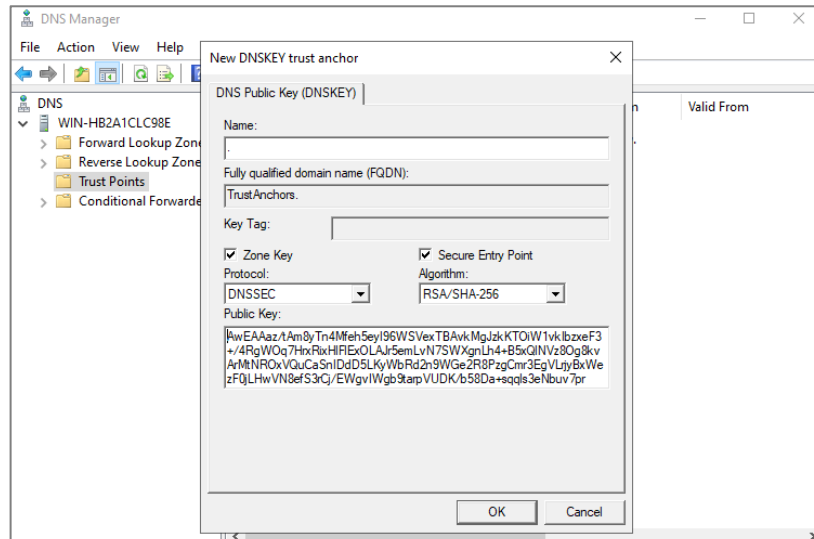 DNS Manager
File Action View Help
New DNSKEY trust anchor
DNS Public Key (DNSKEY)
DNS
WIN-HB2A1CLC98E
Forward Lookup Zone
Reverse Lookup Zone
Trust Points
Conditional Forwarde
Valid From
Name:
.
Fully qualified domain name (FQDN):
TrustAnchors.
Key Tag:
Zone Key
Secure Entry Point
Protocol:
Algorithm:
DNSSEC
RSA/SHA-256
Public Key:
AwEAAaz/tAm8yTn4Mfeh5eyI96WSVexTBAvkMgJzkKTOiW1vkIbzxeF3
+/4RgWOq7HrxRixHlFlExOLAJr5emLvN7SWXgnLh4+B5xQlNVz8Og8kv
ArMtNROxVQuCaSnIDdD5LKyWbRd2n9WGe2R8PzgCmr3EgVLrjyBxWe
zF0jLHwVN8efS3rCj/EWgvIWgb9tarpVUDK/b58Da+sqqls3eNbuv7pr
OK
Cancel